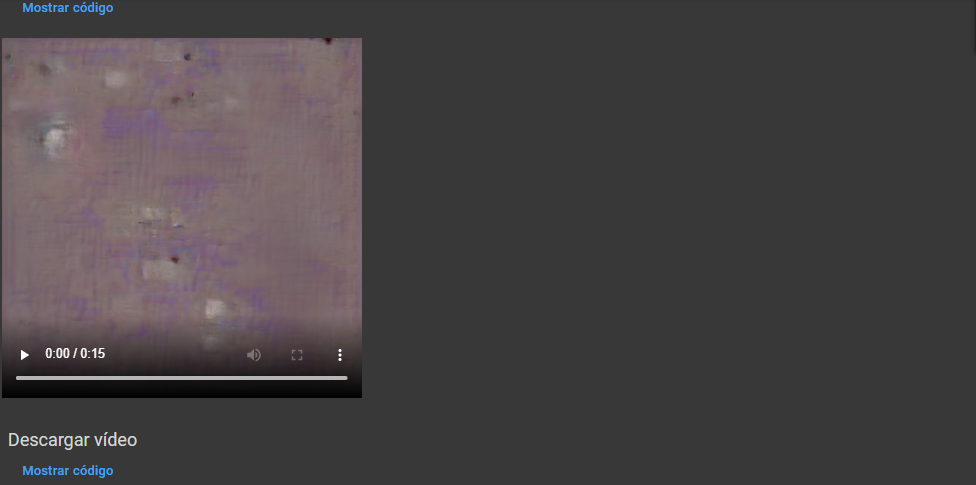 Mostrar código
0:00 / 0:15
Descargar vídeo
Mostrar código